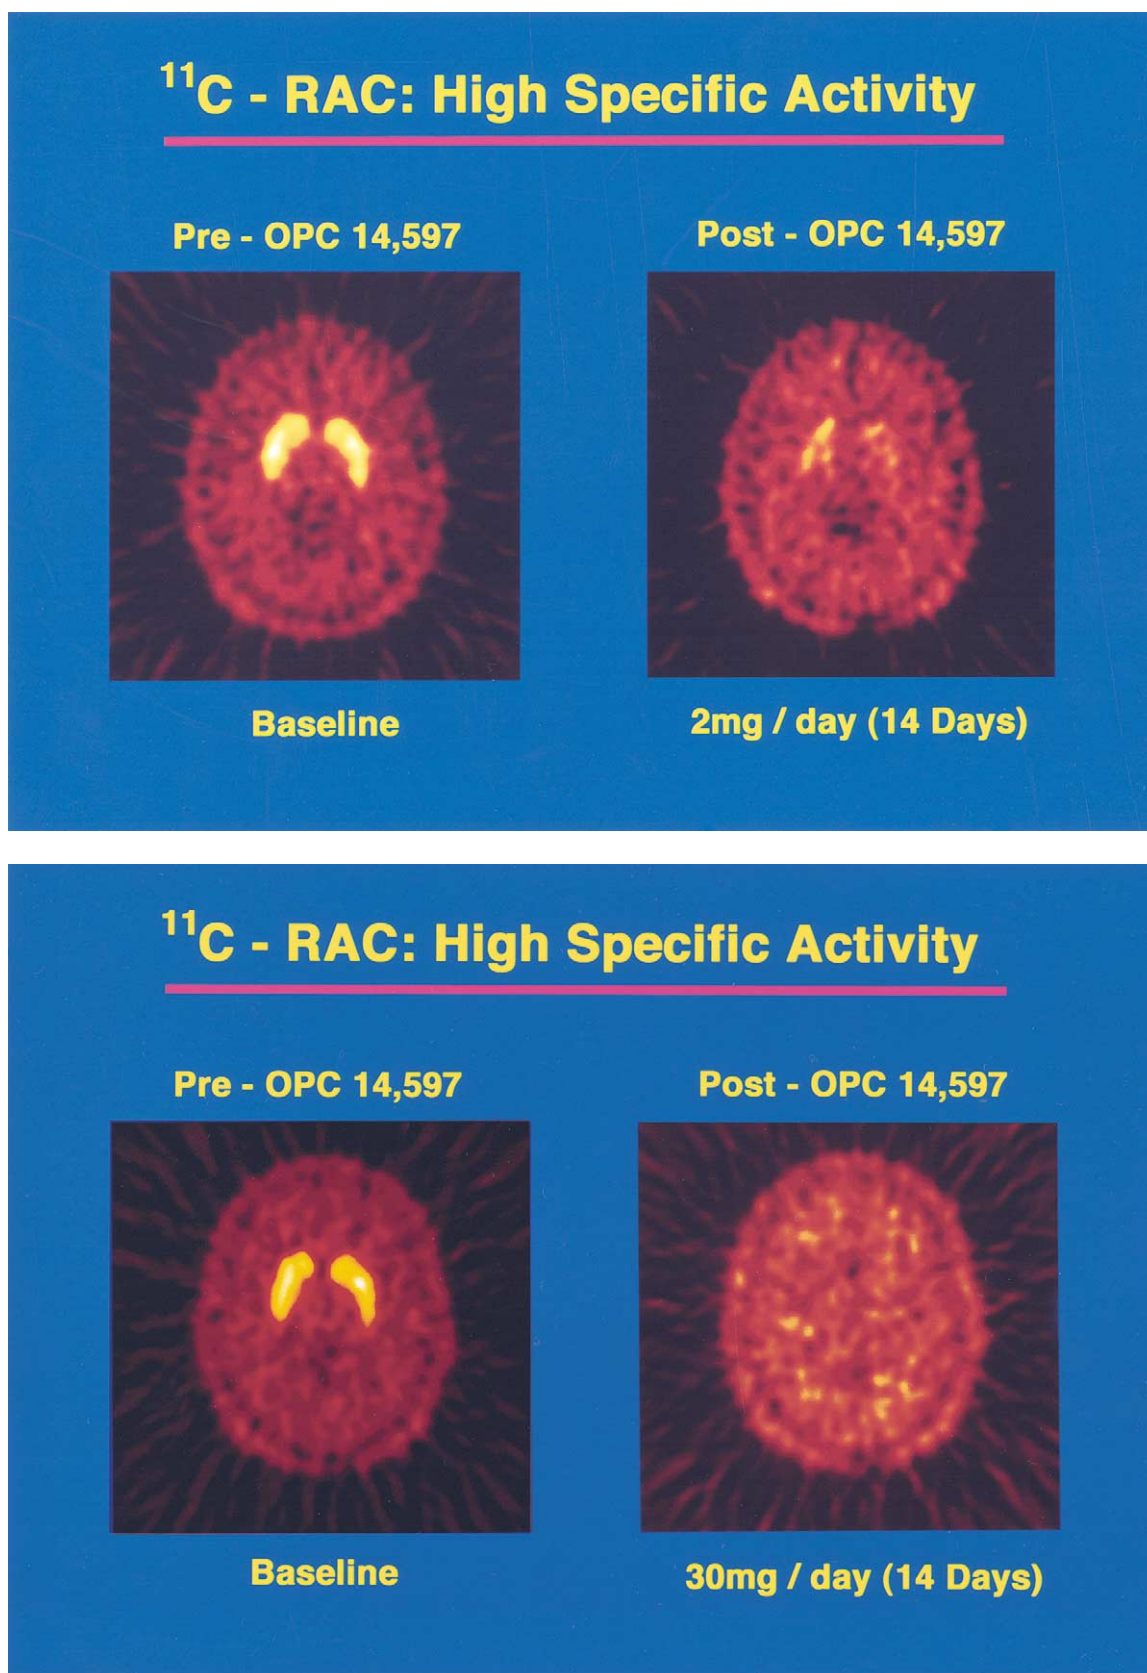 ¹¹C - RAC: High Specific Activity
Pre - OPC 14,597
Post - OPC 14,597
Baseline
2mg / day (14 Days)
¹¹C - RAC: High Specific Activity
Pre - OPC 14,597
Post - OPC 14,597
Baseline
30mg / day (14 Days)